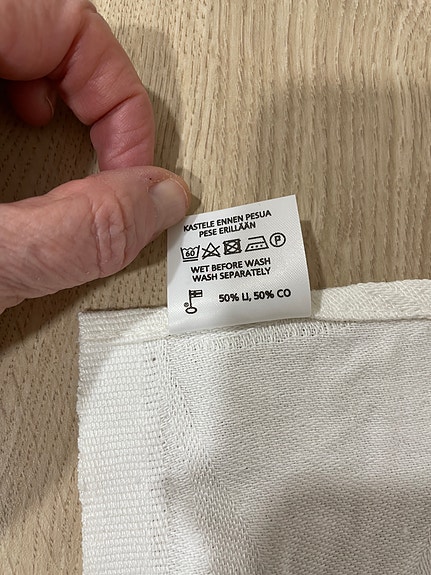 KASTELE ENNEN PESUA
PESE ERILLÄÄN
60 P
WET BEFORE WASH
WASH SEPARATELY
50% LI, 50% CO